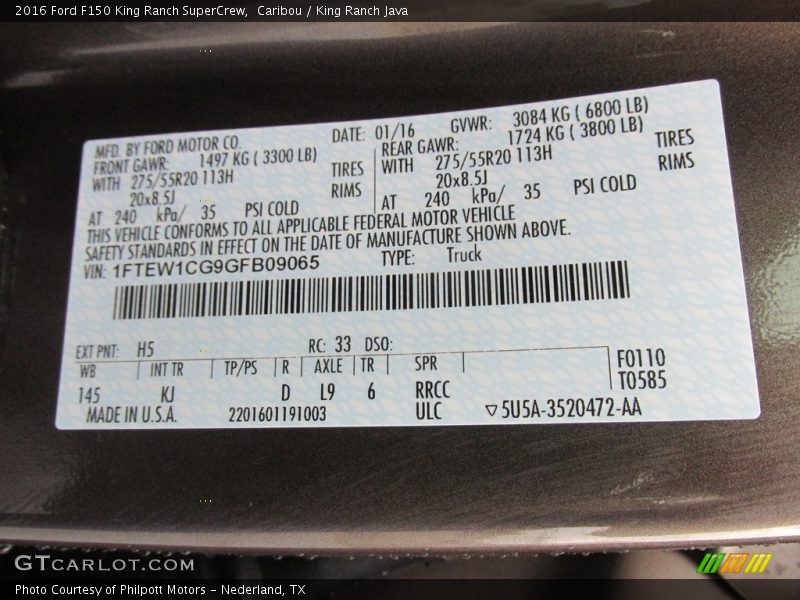 2016 Ford F150 King Ranch SuperCrew,  Caribou / King Ranch Java
MFD. BY FORD MOTOR CO.
DATE: 01/16 GVWR: 3084 KG ( 6800 LB)
FRONT GAWR: 1497 KG ( 3300 LB)
REAR GAWR: 1724 KG ( 3800 LB)
WITH 275/55R20 113H TIRES
WITH 275/55R20 113H TIRES
20x8.5J RIMS
20x8.5J RIMS
AT 240 kPa/ 35 PSI COLD
AT 240 kPa/ 35 PSI COLD
THIS VEHICLE CONFORMS TO ALL APPLICABLE FEDERAL MOTOR VEHICLE
SAFETY STANDARDS IN EFFECT ON THE DATE OF MANUFACTURE SHOWN ABOVE.
VIN: 1FTEW1CG9GFB09065 TYPE: Truck
EXT PNT: H5 RC: 33 DSO:
WB INT TR TP/PS R AXLE TR SPR
F0110
T0585
145 KJ D L9 6 RRCC
MADE IN U.S.A. 2201601191003 ULC ▽5U5A-3520472-AA
GTCARLOT.COM
Photo Courtesy of Philpott Motors - Nederland, TX